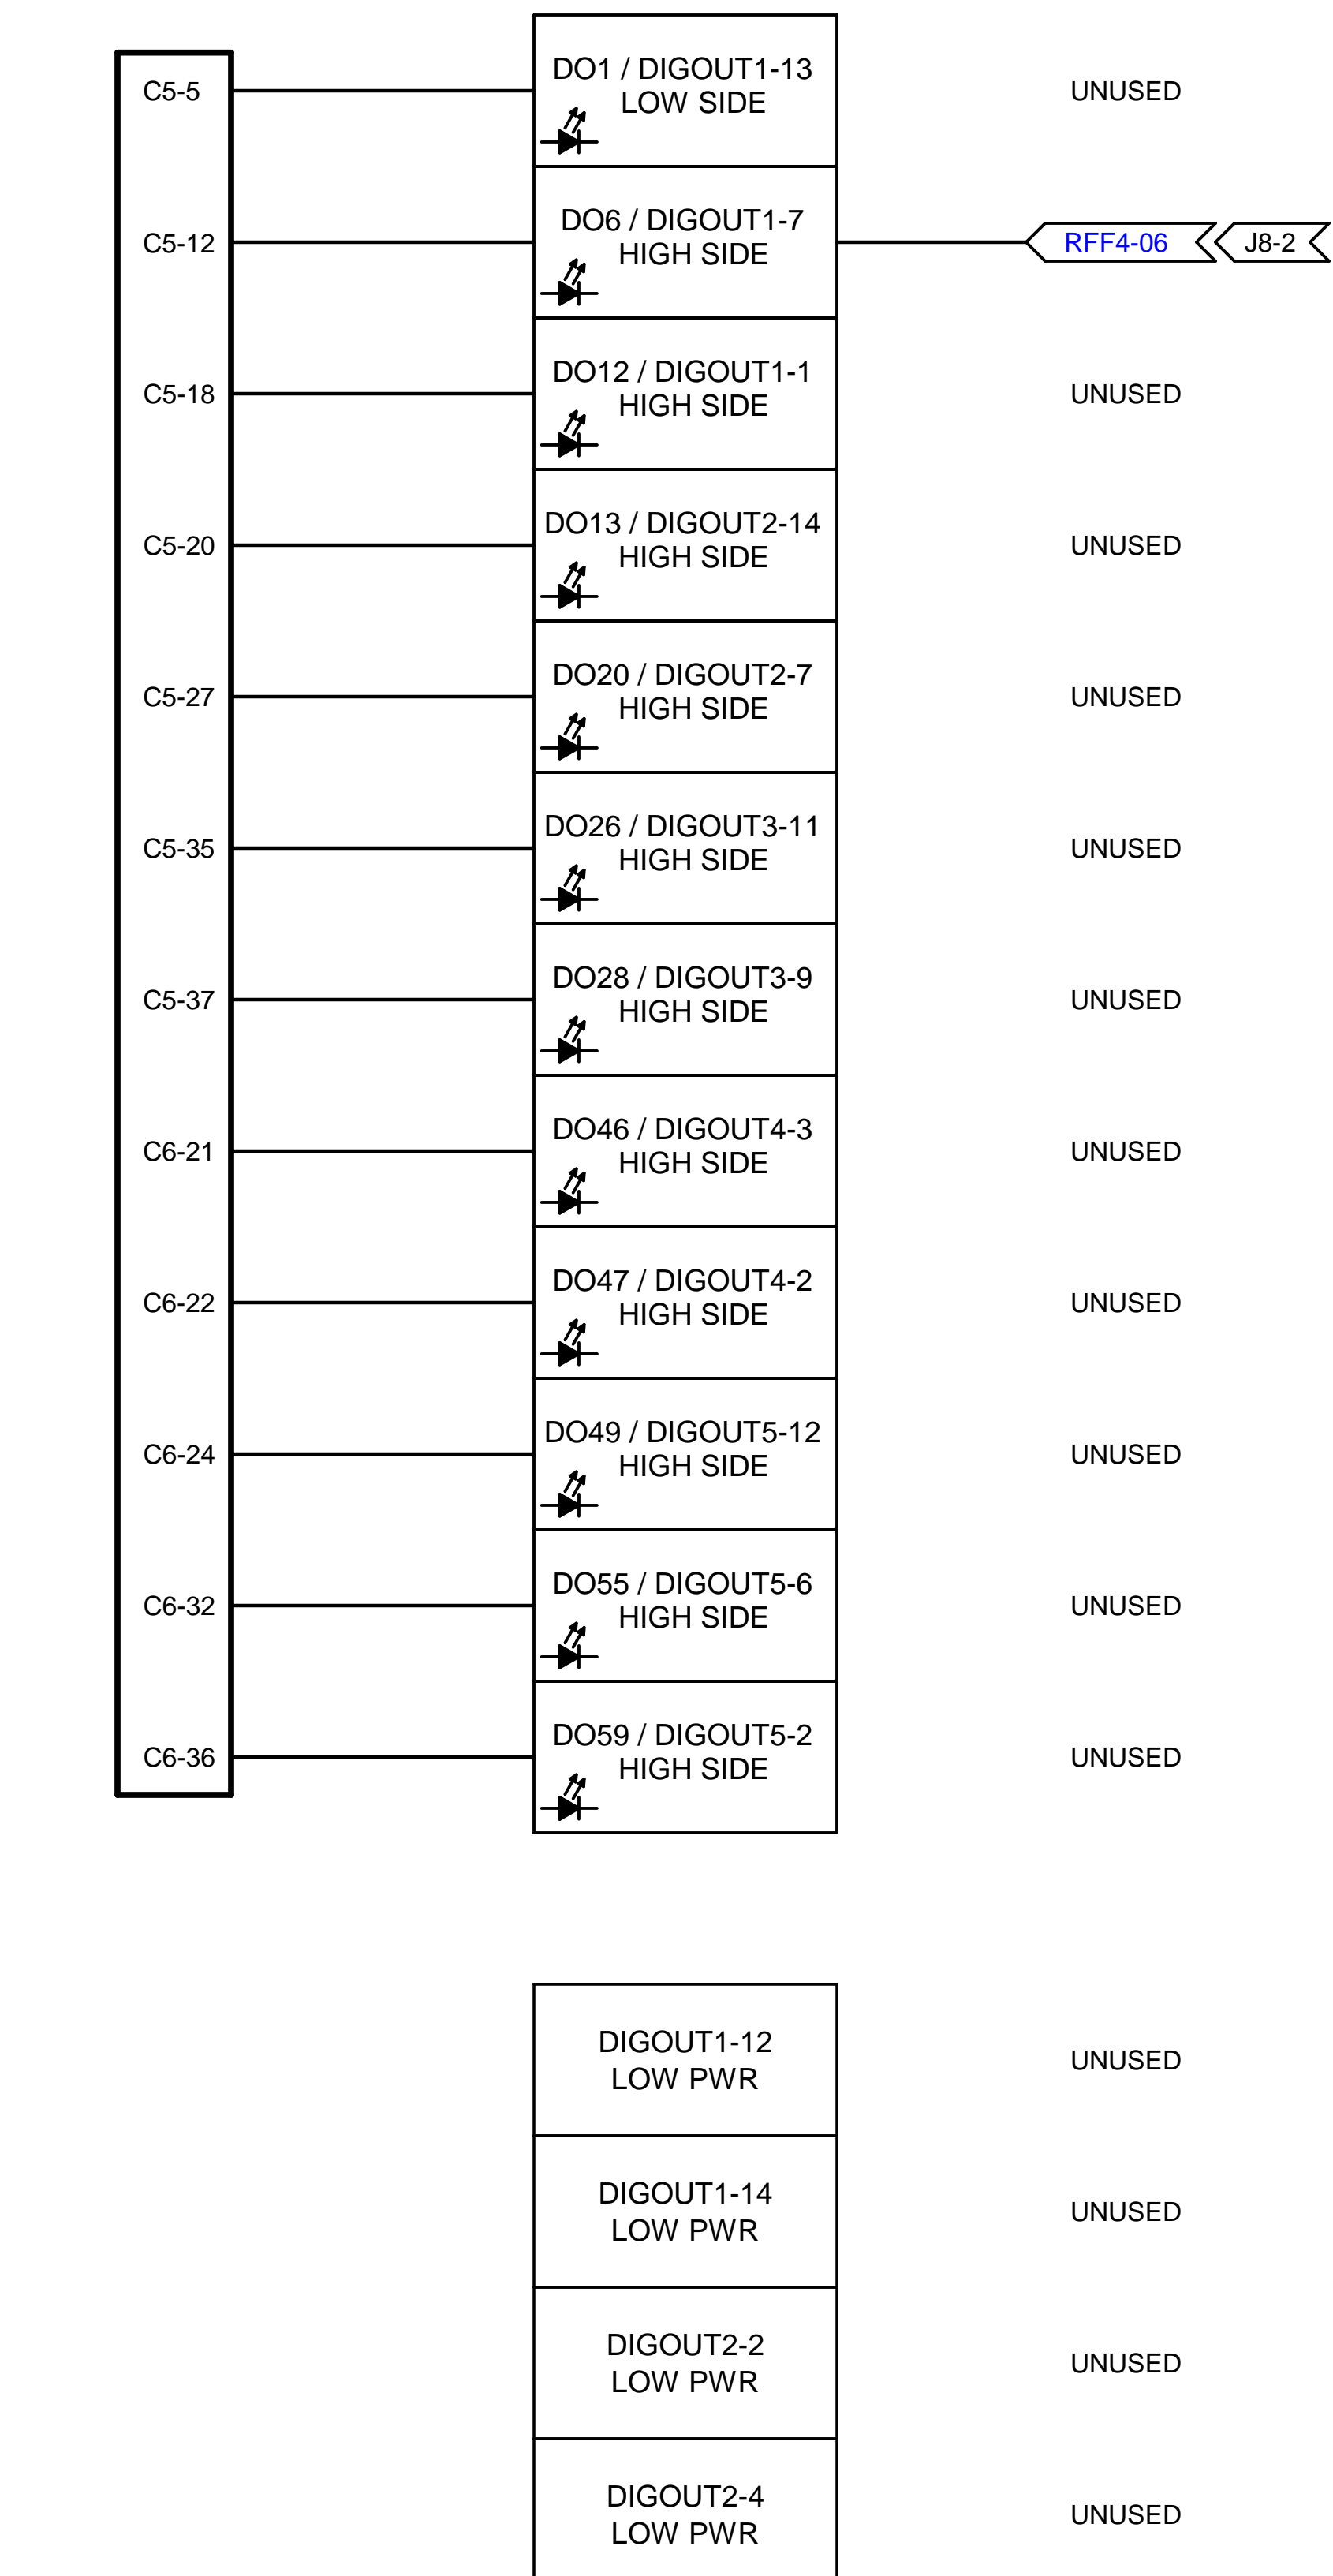 C5-5
DO1 / DIGOUT1-13
LOW SIDE
UNUSED
C5-12
DO6 / DIGOUT1-7
HIGH SIDE
RFF4-06
J8-2
C5-18
DO12 / DIGOUT1-1
HIGH SIDE
UNUSED
C5-20
DO13 / DIGOUT2-14
HIGH SIDE
UNUSED
C5-27
DO20 / DIGOUT2-7
HIGH SIDE
UNUSED
C5-35
DO26 / DIGOUT3-11
HIGH SIDE
UNUSED
C5-37
DO28 / DIGOUT3-9
HIGH SIDE
UNUSED
C6-21
DO46 / DIGOUT4-3
HIGH SIDE
UNUSED
C6-22
DO47 / DIGOUT4-2
HIGH SIDE
UNUSED
C6-24
DO49 / DIGOUT5-12
HIGH SIDE
UNUSED
C6-32
DO55 / DIGOUT5-6
HIGH SIDE
UNUSED
C6-36
DO59 / DIGOUT5-2
HIGH SIDE
UNUSED
DIGOUT1-12
LOW PWR
UNUSED
DIGOUT1-14
LOW PWR
UNUSED
DIGOUT2-2
LOW PWR
UNUSED
DIGOUT2-4
LOW PWR
UNUSED